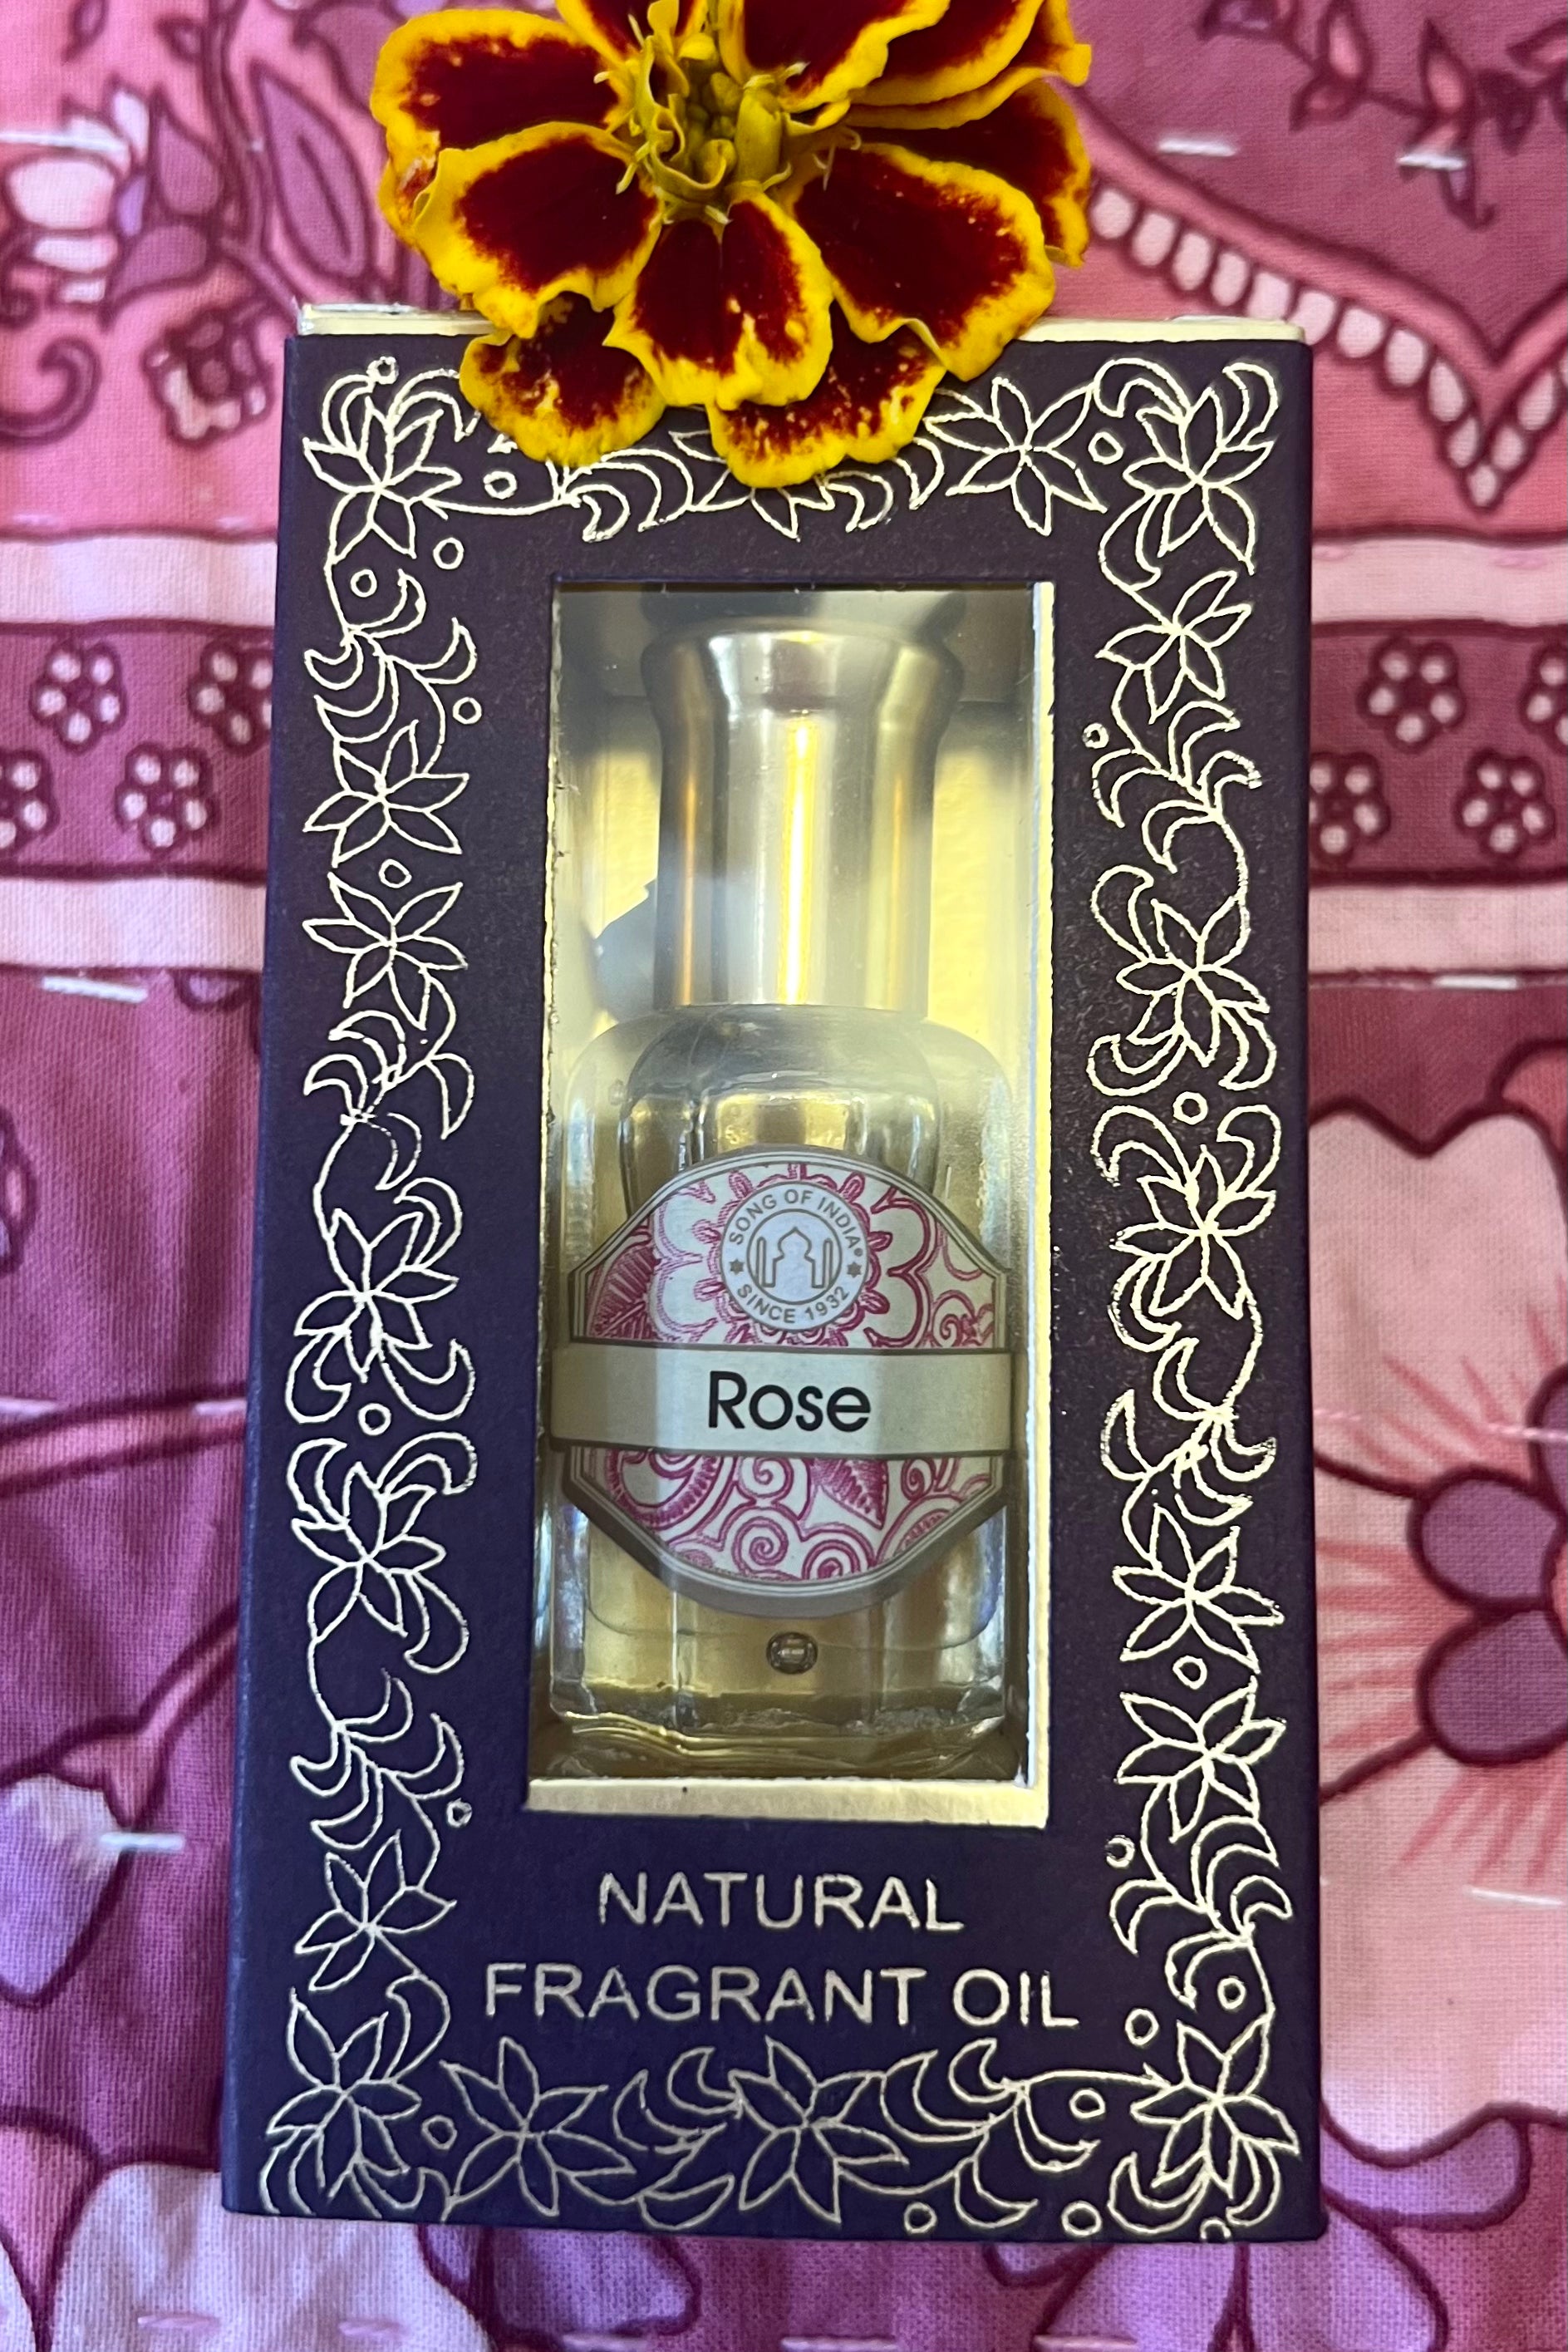 SONG OF INDIA®
SINCE 1932
Rose
NATURAL
FRAGRANT OIL